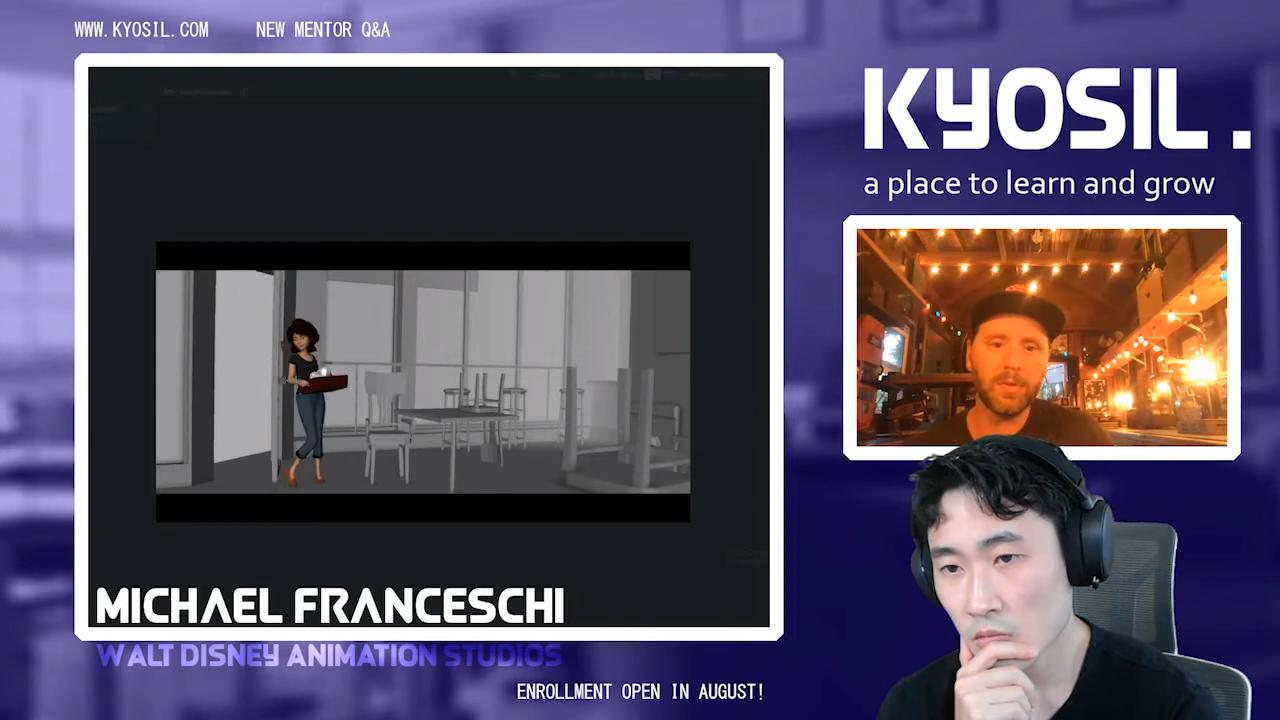 WWW.KYOSIL.COM NEW MENTOR Q&A
KYOSIL.
a place to learn and grow
MICHAEL FRANCESCHI
WALT DISNEY ANIMATION STUDIOS
ENROLLMENT OPEN IN AUGUST!